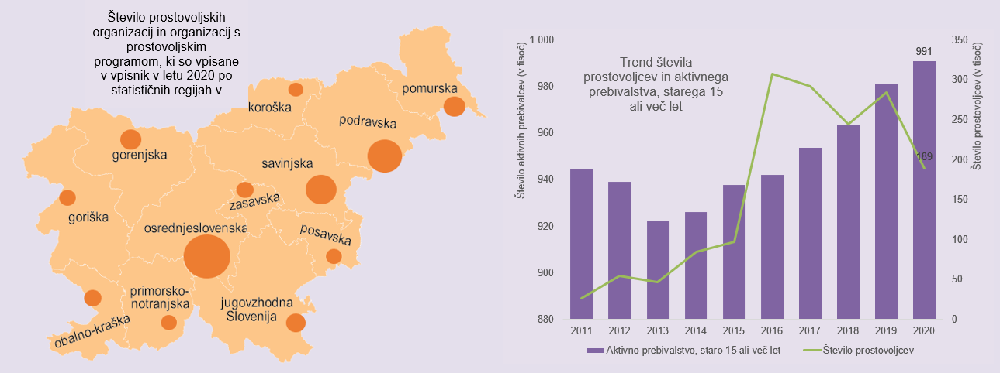 Število prostovoljskih
organizacij in organizacij s
prostovoljskim
programom, ki so vpisane
v vpisnik v letu 2020 po
statističnih regijah v
pomurska
koroška
podravska
gorenjska
savinjska
zasavska
goriška
osrednjeslovenska
posavska
primorsko-
notranjska
jugovzhodna
Slovenija
obalno-kraška
Trend števila
prostovoljcev in aktivnega
prebivalstva, starega 15
ali več let
Število aktivnih prebivalcev (v tisoč)
1.000
980
960
940
920
900
880
991
189
350
300
250
200
150
100
50
0
Število prostovoljcev (v tisoč)
2011 2012 2013 2014 2015 2016 2017 2018 2019 2020
Aktivno prebivalstvo, staro 15 ali več let Število prostovoljcev